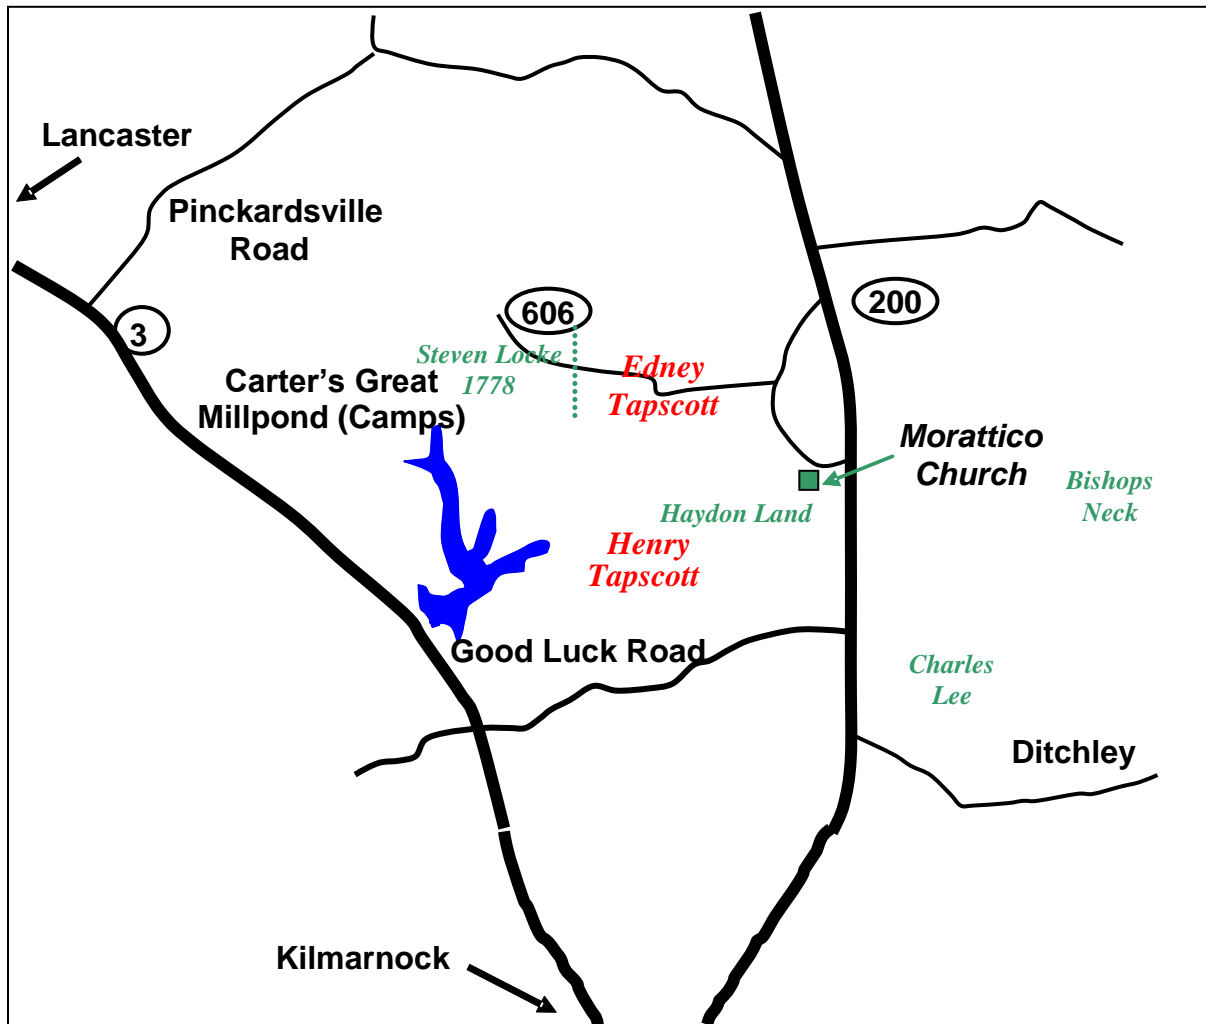 Lancaster
Pinckardsville
Road
3
606
200
Steven Locke
1778
Edney
Tapscott
Carter's Great
Millpond (Camps)
Morattico
Church
Bishops
Neck
Haydon Land
Henry
Tapscott
Good Luck Road
Charles
Lee
Ditchley
Kilmarnock